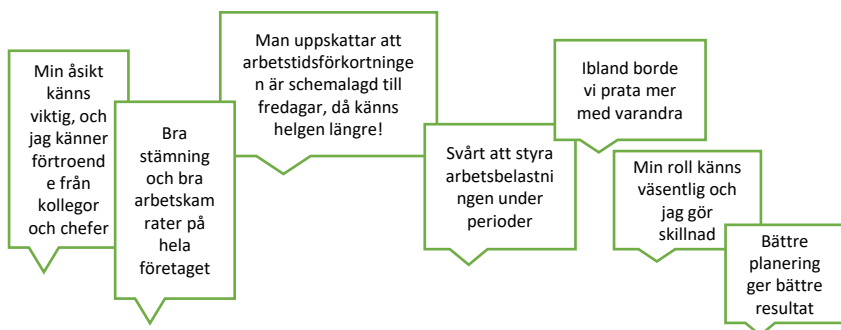 Min åsikt
känns
viktig, och
jag känner
förtroend
e från
kollegor
och chefer
Bra
stämning
och bra
arbetskam
rater på
hela
företaget
Man uppskattar att
arbetstidsförkortninge
n är schemalagd till
fredagar, då känns
helgen längre!
Svårt att styra
arbetsbelastni
ngen under
perioder
Ibland borde
vi prata mer
med varandra
Min roll känns
väsentlig och
jag gör
skillnad
Bättre
planering
ger bättre
resultat